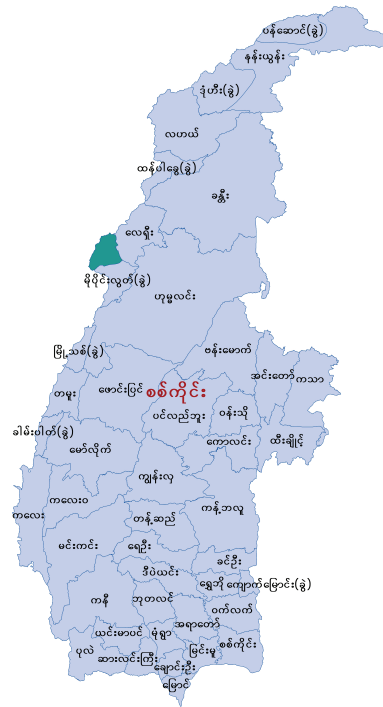 ပန်ဆောင်(ခွဲ)
နန်းယွန်း
ဒုံဟီး(ခွဲ)
လဟယ်
ထန်ပါခွေ(ခွဲ)
ခန္တီး
လေရှီး
မိုပိုင်းလွတ်(ခွဲ)
ဟုမ္မလင်း
မြို့သစ်(ခွဲ)
ဗန်းမောက်
အင်းတော်
ကသာ
တမူး
ဖောင်းပြင်
စစ်ကိုင်း
ပင်လည်ဘူး
ဝန်းသို
ခါမ်းပါတ်(ခွဲ)
မော်လိုက်
ကောလင်း
ထီးချိုင့်
ကျွန်းလှ
ကလေးဝ
ကလေး
ကန့်ဘလူ
တန့်ဆည်
မင်းကင်း
ရေဦး
ခင်ဦး
ဒီပဲယင်း
ရွှေဘို
ကျောက်မြောင်း(ခွဲ)
ကနီ
ဘုတလင်
ဝက်လက်
အရာတော်
ယင်းမာပင်
မုံရွာ
စစ်ကိုင်း
ပုလဲ
မြင်းမူ
ဆားလင်းကြီး
ချောင်းဦး
မြောင်